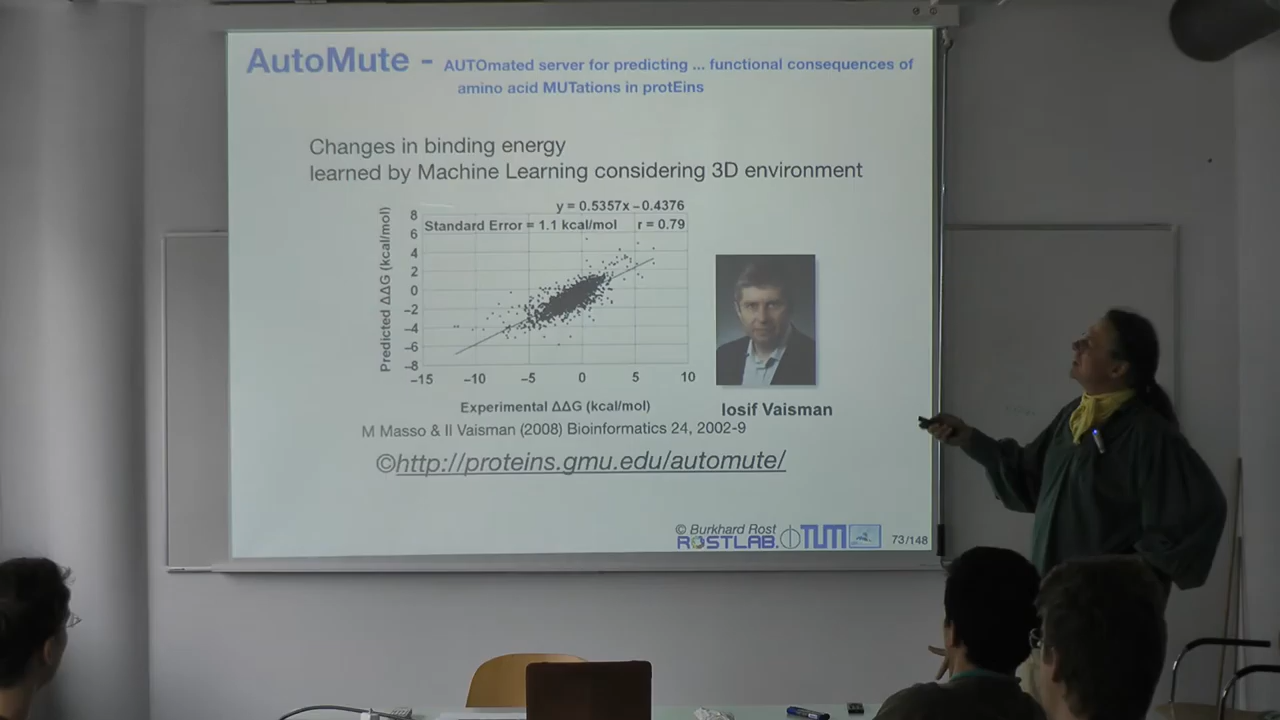 AutoMute - AUTOmated server for predicting ... functional consequences of
amino acid MUTations in protEins
Changes in binding energy
learned by Machine Learning considering 3D environment
y = 0.5357x – 0.4376
Standard Error = 1.1 kcal/mol r = 0.79
Predicted ΔΔG (kcal/mol)
8
6
4
2
0
–2
–4
–6
–8
–15 –10 –5 0 5 10
Experimental ΔΔG (kcal/mol)
Iosif Vaisman
M Masso & II Vaisman (2008) Bioinformatics 24, 2002-9
©http://proteins.gmu.edu/automute/
© Burkhard Rost
ROSTLAB. TUM 73/148